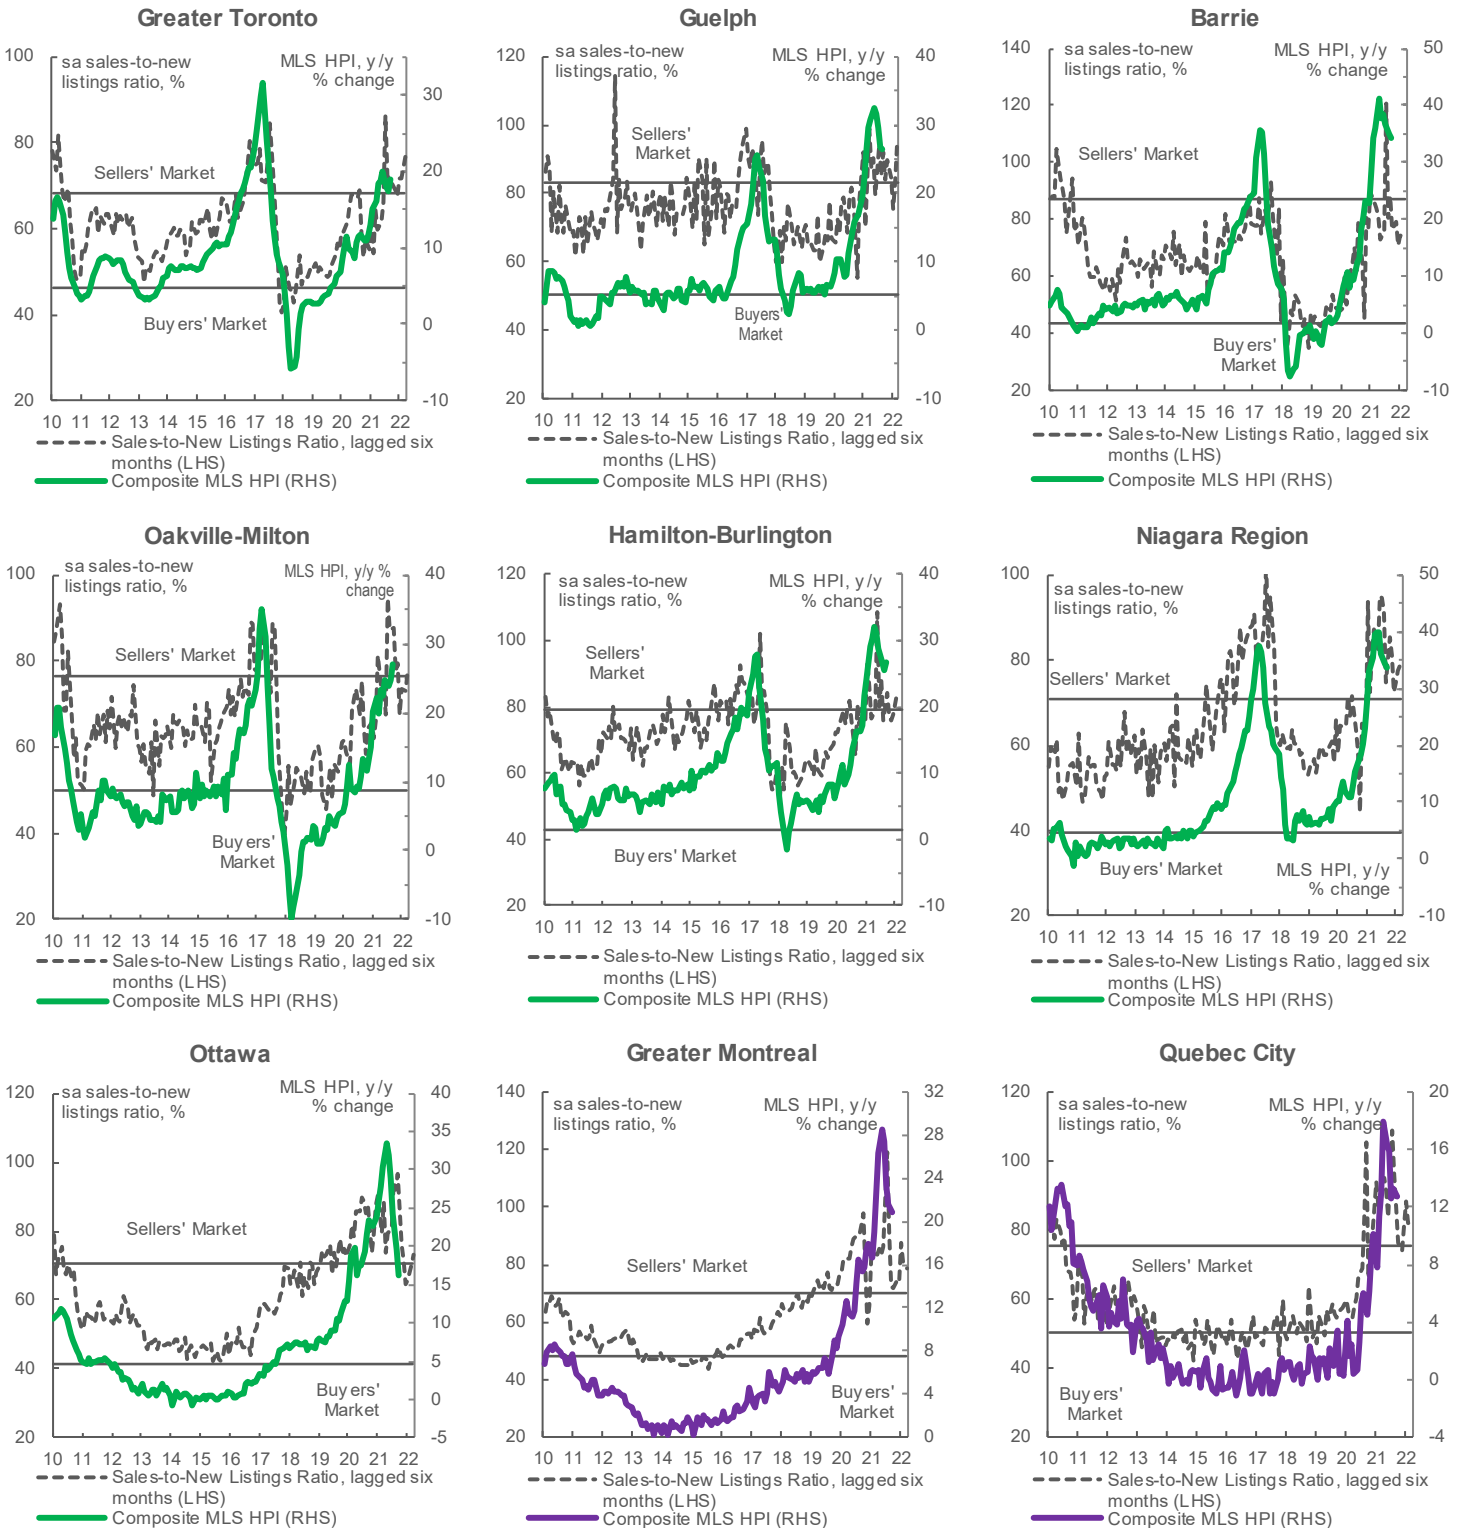 Greater Toronto
sa sales-to-new
listings ratio, %
MLS HPI, y/y
% change
100
80
60
40
20
30
20
10
0
-10
Sellers' Market
Buyers' Market
10 11 12 13 14 15 16 17 18 19 20 21 22
Sales-to-New Listings Ratio, lagged six
months (LHS)
Composite MLS HPI (RHS)
Guelph
sa sales-to-new
listings ratio, %
MLS HPI, y/y
% change
120
100
80
60
40
20
40
30
20
10
0
-10
Sellers'
Market
Buyers'
Market
10 11 12 13 14 15 16 17 18 19 20 21 22
Sales-to-New Listings Ratio, lagged six
months (LHS)
Composite MLS HPI (RHS)
Barrie
sa sales-to-new
listings ratio, %
MLS HPI, y/y
% change
140
120
100
80
60
40
20
50
40
30
20
10
0
-10
Sellers' Market
Buyers'
Market
10 11 12 13 14 15 16 17 18 19 20 21 22
Sales-to-New Listings Ratio, lagged six
months (LHS)
Composite MLS HPI (RHS)
Oakville-Milton
sa sales-to-new
listings ratio, %
MLS HPI, y/y %
change
100
80
60
40
20
40
30
20
10
0
-10
Sellers' Market
Buyers'
Market
10 11 12 13 14 15 16 17 18 19 20 21 22
Sales-to-New Listings Ratio, lagged six
months (LHS)
Composite MLS HPI (RHS)
Hamilton-Burlington
sa sales-to-new
listings ratio, %
MLS HPI, y/y
% change
120
100
80
60
40
20
40
30
20
10
0
-10
Sellers'
Market
Buyers' Market
10 11 12 13 14 15 16 17 18 19 20 21 22
Sales-to-New Listings Ratio, lagged six
months (LHS)
Composite MLS HPI (RHS)
Niagara Region
sa sales-to-new
listings ratio, %
100
80
60
40
20
50
40
30
20
10
0
-10
Sellers' Market
Buyers' Market
MLS HPI, y/y
% change
10 11 12 13 14 15 16 17 18 19 20 21 22
Sales-to-New Listings Ratio, lagged six
months (LHS)
Composite MLS HPI (RHS)
Ottawa
sa sales-to-new
listings ratio, %
MLS HPI, y/y
% change
120
100
80
60
40
20
40
35
30
25
20
15
10
5
0
-5
Sellers' Market
Buyers'
Market
10 11 12 13 14 15 16 17 18 19 20 21 22
Sales-to-New Listings Ratio, lagged six
months (LHS)
Composite MLS HPI (RHS)
Greater Montreal
sa sales-to-new
listings ratio, %
MLS HPI, y/y
% change
140
120
100
80
60
40
20
32
28
24
20
16
12
8
4
0
Sellers' Market
Buyers'
Market
10 11 12 13 14 15 16 17 18 19 20 21 22
Sales-to-New Listings Ratio, lagged six
months (LHS)
Composite MLS HPI (RHS)
Quebec City
sa sales-to-new
listings ratio, %
MLS HPI, y/y
% change
120
100
80
60
40
20
20
16
12
8
4
0
-4
Sellers' Market
Buyers'
Market
10 11 12 13 14 15 16 17 18 19 20 21 22
Sales-to-New Listings Ratio, lagged six
months (LHS)
Composite MLS HPI (RHS)